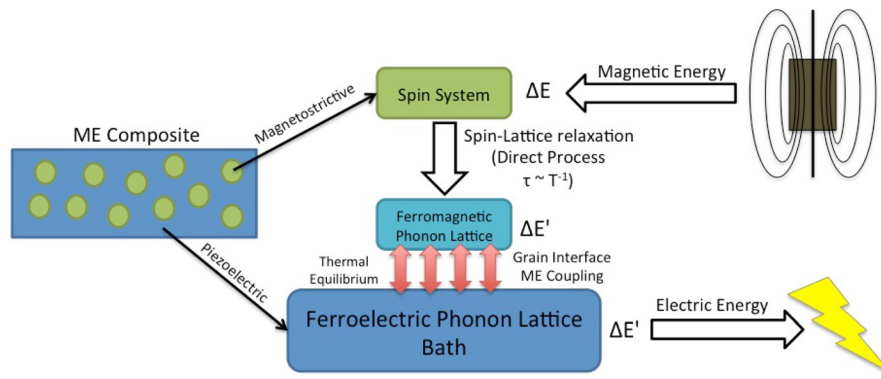 ME Composite
Magnetostrictive
Piezoelectric
Spin System
ΔE
Magnetic Energy
Spin-Lattice relaxation
(Direct Process
τ ~ T⁻¹)
Ferromagnetic
Phonon Lattice
ΔE'
Thermal
Equilibrium
Grain Interface
ME Coupling
Ferroelectric Phonon Lattice
Bath
ΔE'
Electric Energy